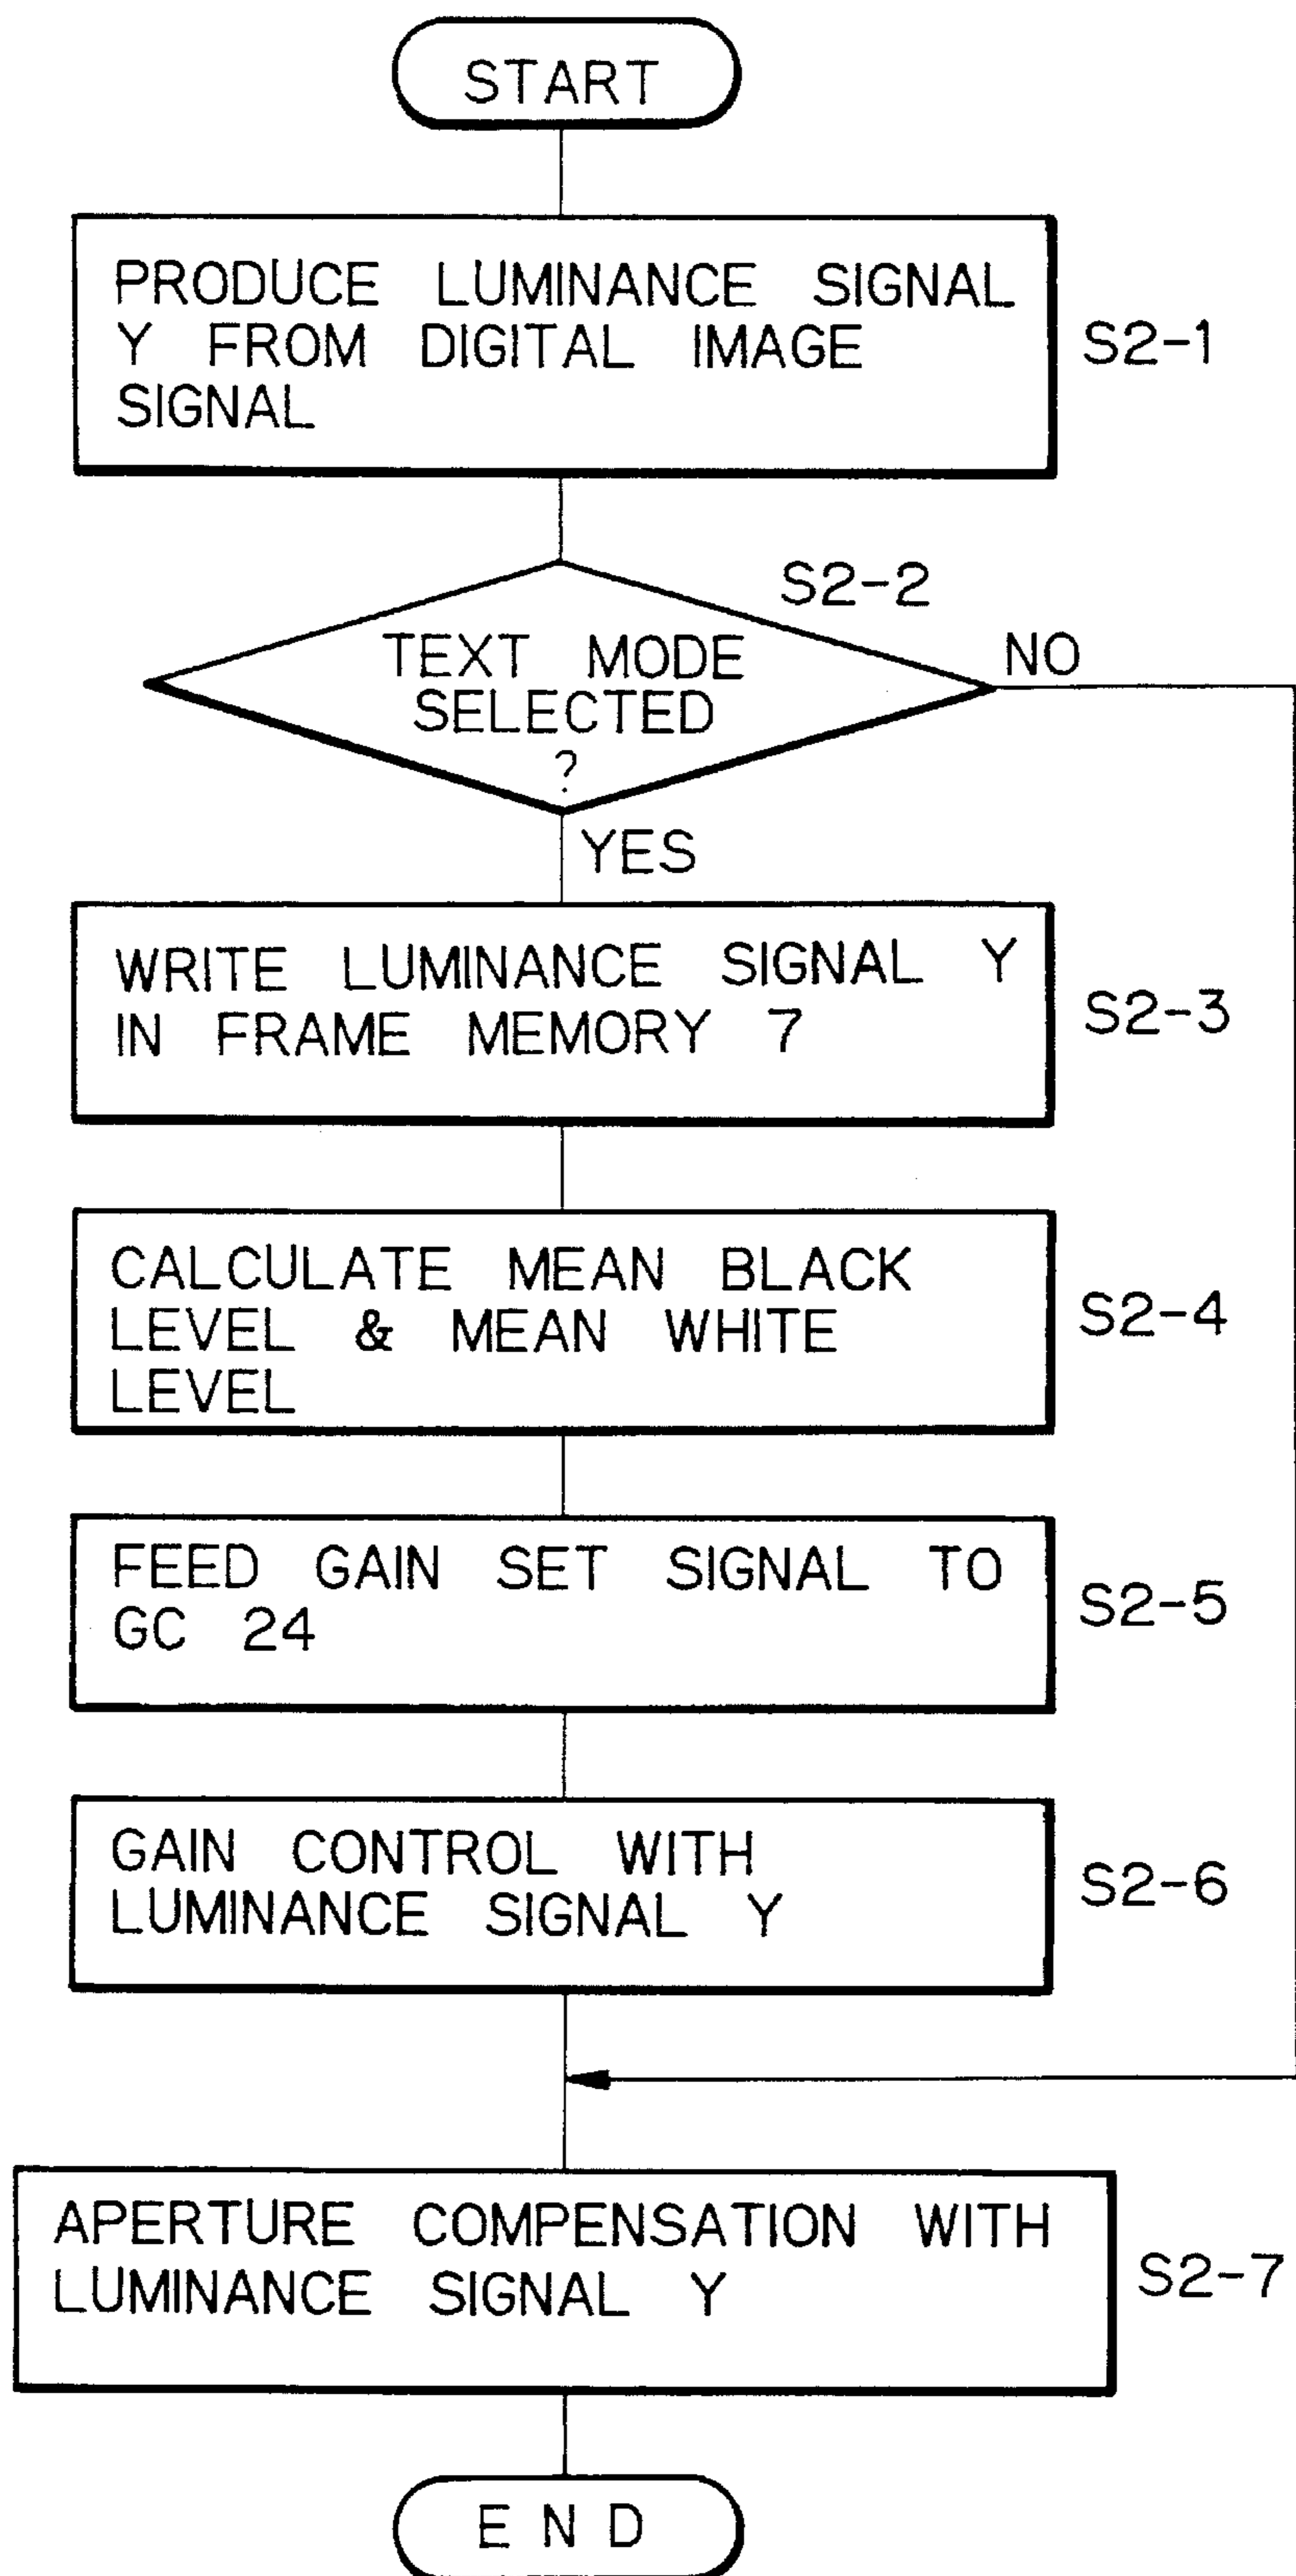 START
PRODUCE LUMINANCE SIGNAL
Y FROM DIGITAL IMAGE
SIGNAL
S2-1
S2-2
TEXT MODE
SELECTED
?
NO
YES
WRITE LUMINANCE SIGNAL Y
IN FRAME MEMORY 7
S2-3
CALCULATE MEAN BLACK
LEVEL & MEAN WHITE
LEVEL
S2-4
FEED GAIN SET SIGNAL TO
GC 24
S2-5
GAIN CONTROL WITH
LUMINANCE SIGNAL Y
S2-6
APERTURE COMPENSATION WITH
LUMINANCE SIGNAL Y
S2-7
END